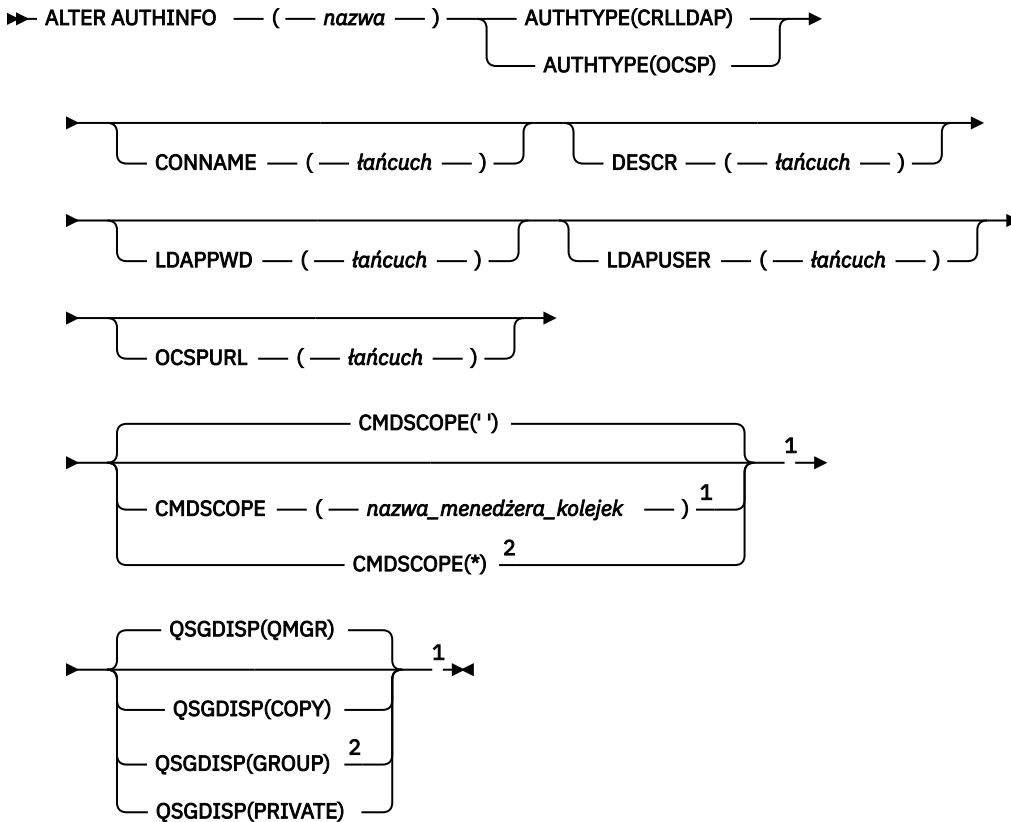 ALTER AUTHINFO ( nazwa ) AUTHTYPE(CRLLDAP)
AUTHTYPE(OCSP)
CONNAME ( łańcuch ) DESCR ( łańcuch )
LDAPPWD ( łańcuch ) LDAPUSER ( łańcuch )
OCSPURL ( łańcuch )
CMDSCOPE(' ')
1
CMDSCOPE ( nazwa_menedżera_kolejek ) 1
CMDSCOPE(*) 2
QSGDISP(QMGR)
1
QSGDISP(COPY)
QSGDISP(GROUP) 2
QSGDISP(PRIVATE)